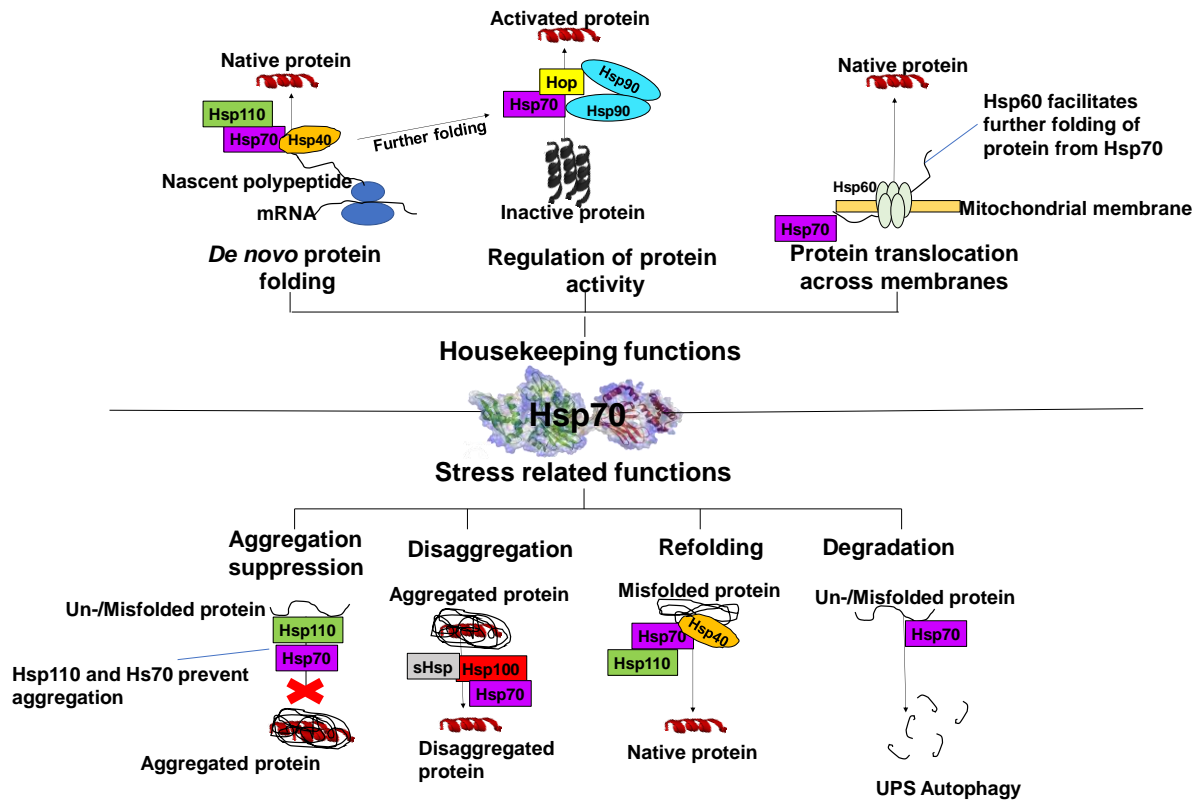 Native protein
Hsp110
Hsp70
Hsp40
Nascent polypeptide
mRNA
De novo protein
folding
Further folding
Activated protein
Hop
Hsp90
Hsp70
Hsp90
Inactive protein
Regulation of protein
activity
Native protein
Hsp60 facilitates
further folding of
protein from Hsp70
Hsp60
Mitochondrial membrane
Hsp70
Protein translocation
across membranes
Housekeeping functions
Hsp70
Stress related functions
Aggregation
suppression
Un-/Misfolded protein
Hsp110
Hsp70
Hsp110 and Hs70 prevent
aggregation
Aggregated protein
Disaggregation
Aggregated protein
sHsp
Hsp100
Hsp70
Disaggregated
protein
Refolding
Misfolded protein
Hsp70
Hsp40
Hsp110
Native protein
Degradation
Un-/Misfolded protein
Hsp70
UPS Autophagy